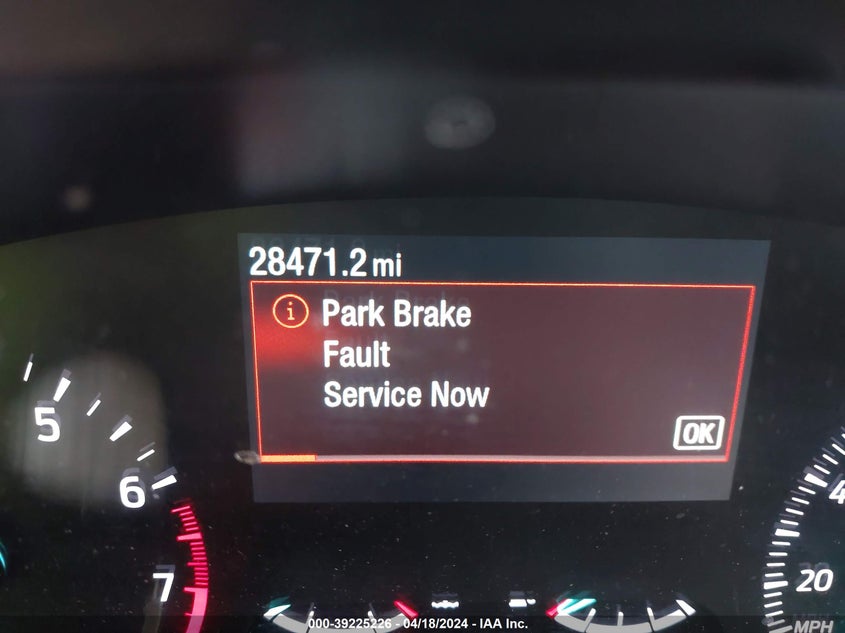 28471.2 mi
Park Brake
Fault
Service Now
OK
5
6
7
4
20
MPH
000-39225226 - 04/18/2024 - IAA Inc.